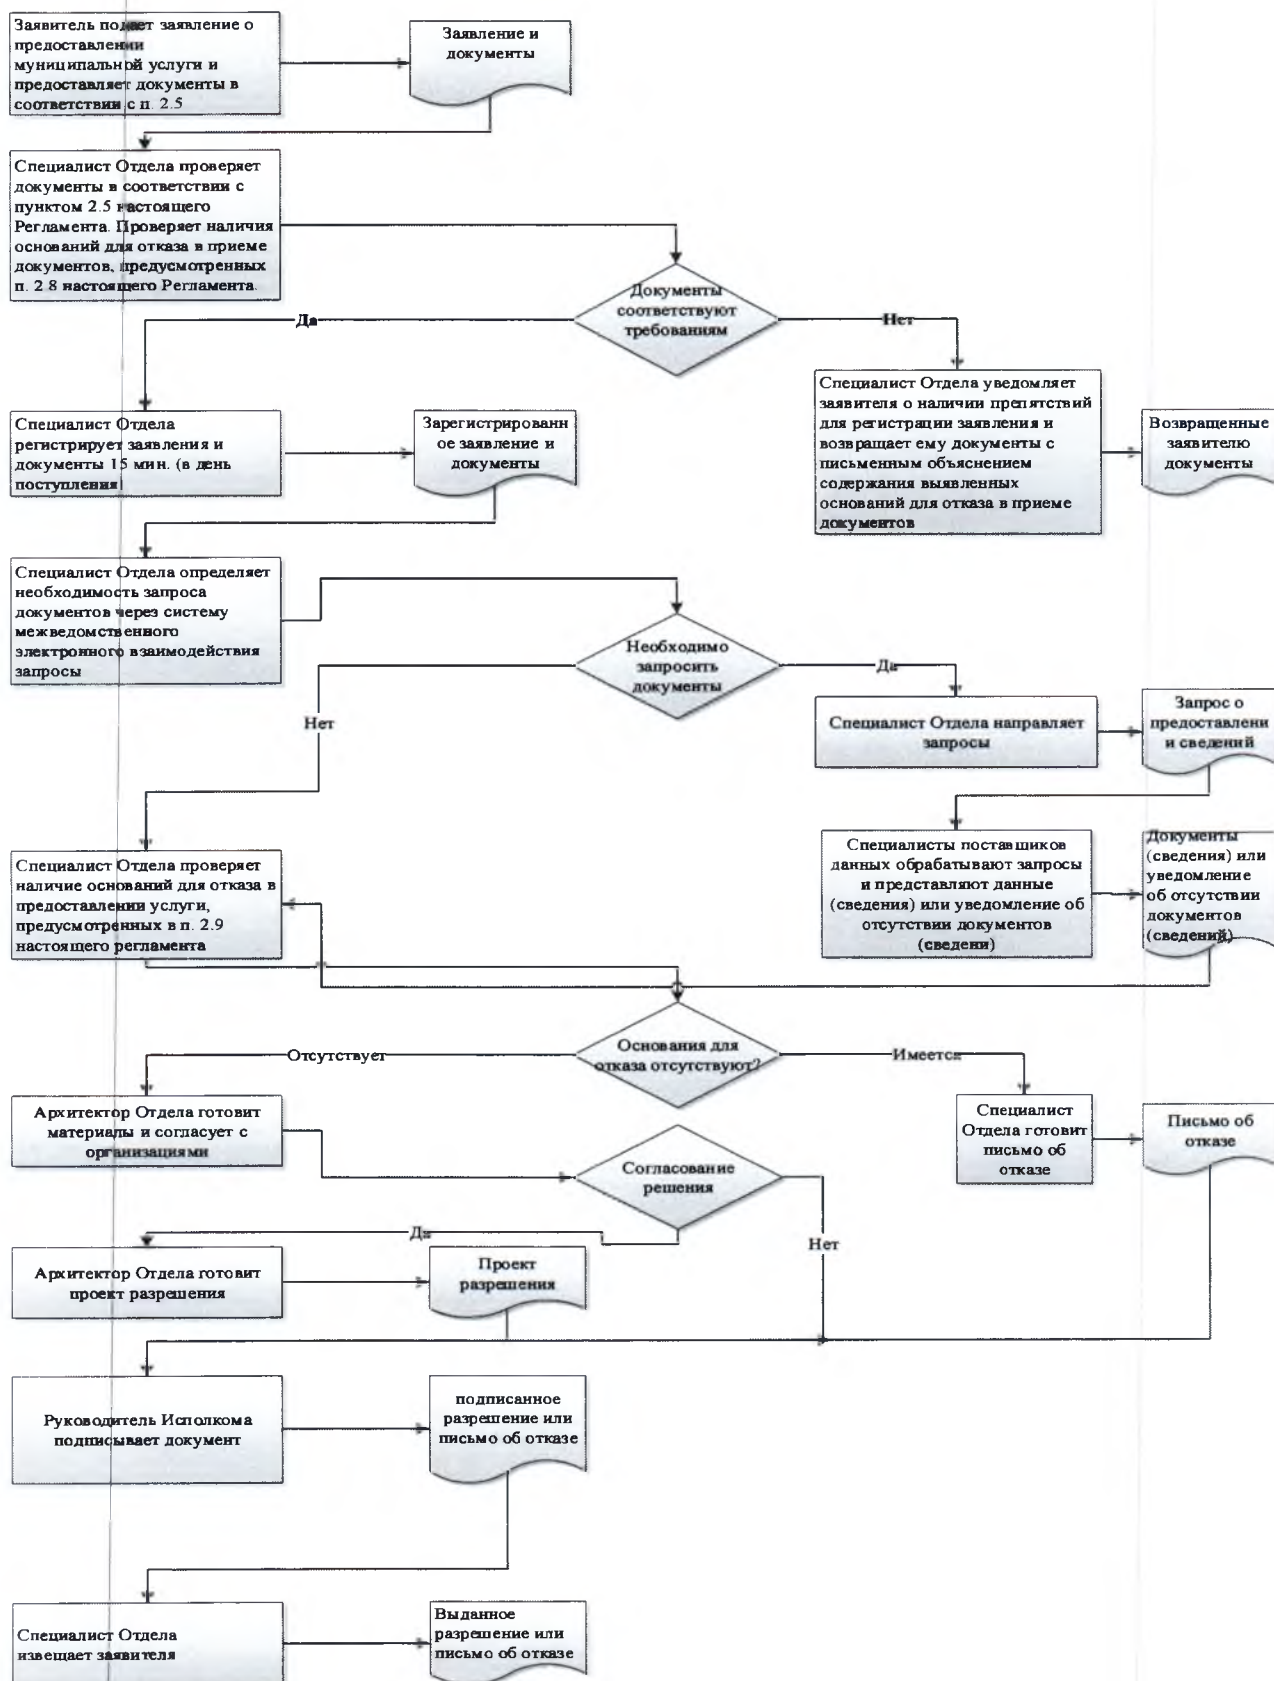 Заявитель подает заявление о
предоставлении
муниципальной услуги и
предоставляет документы в
соответствии с п. 2.5
Заявление и
документы
Специалист Отдела проверяет
документы в соответствии с
пунктом 2.5 настоящего
Регламента. Проверяет наличия
оснований для отказа в приеме
документов, предусмотренных
п. 2.8 настоящего Регламента.
Документы
соответствуют
требованиям
Да
Нет
Специалист Отдела
регистрирует заявления и
документы 15 мин. (в день
поступления)
Зарегистрированн
ое заявление и
документы
Специалист Отдела уведомляет
заявителя о наличии препятствий
для регистрации заявления и
возвращает ему документы с
письменным объяснением
содержания выявленных
оснований для отказа в приеме
документов
Возвращенные
заявителю
документы
Специалист Отдела определяет
необходимость запроса
документов через систему
межведомственного
электронного взаимодействия
запросы
Необходимо
запросить
документы
Да
Нет
Специалист Отдела направляет
запросы
Запрос о
предоставлени
и сведений
Специалист Отдела проверяет
наличие оснований для отказа в
предоставлении услуги,
предусмотренных в п. 2.9
настоящего регламента
Специалисты поставшиков
данных обрабатывают запросы
и представляют данные
(сведения) или уведомление об
отсутствии документов
(сведени)
Документы
(сведения) или
уведомление
об отсутствии
документов
(сведений)
Основания для
отказа отсутствуют?
Отсутствует
Имеется
Архитектор Отдела готовит
материалы и согласует с
организациями
Специалист
Отдела готовит
письмо об
отказе
Письмо об
отказе
Согласование
решения
Да
Нет
Архитектор Отдела готовит
проект разрешения
Проект
разрешения
Руководитель Исполкома
подписывает документ
подписанное
разрешение или
письмо об отказе
Специалист Отдела
извещает заявителя
Выданное
разрешение или
письмо об отказе